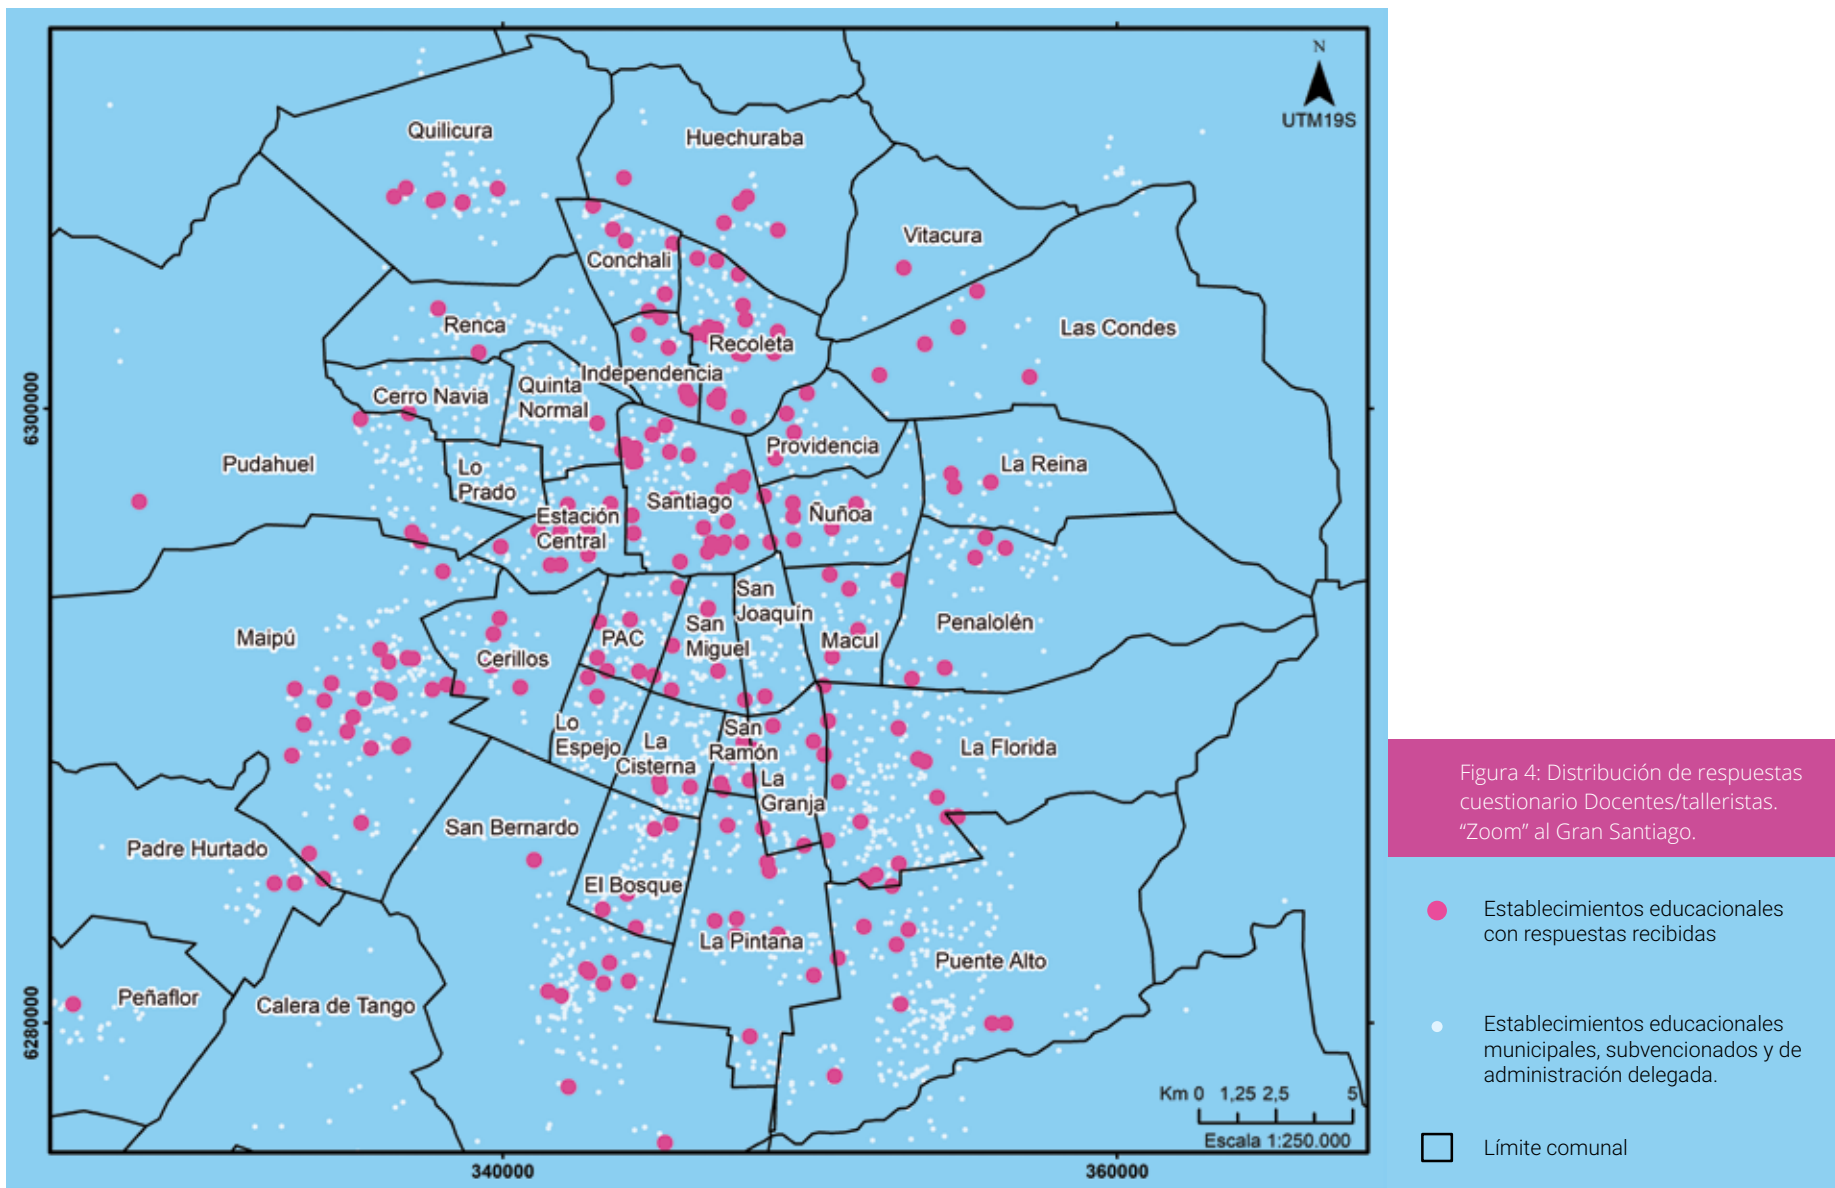 N
UTM19S
Quilicura
Huechuraba
Vitacura
Conchali
Renca
Recoleta
Las Condes
Independencia
Cerro Navia
Quinta
Normal
Providencia
Pudahuel
Lo
Prado
La Reina
Santiago
Estación
Central
Ñuñoa
San
Joaquín
Maipú
PAC
San
Miguel
Macul
Penalolén
Cerillos
Lo
Espejo
La
Cisterna
San
Ramón
La
Granja
La Florida
San Bernardo
Padre Hurtado
El Bosque
La Pintana
Puente Alto
Peñaflor
Calera de Tango
6300000
6280000
340000
360000
Km 0 1,25 2,5 5
Escala 1:250.000
Figura 4: Distribución de respuestas
cuestionario Docentes/talleristas.
“Zoom” al Gran Santiago.
Establecimientos educacionales
con respuestas recibidas
Establecimientos educacionales
municipales, subvencionados y de
administración delegada.
Límite comunal